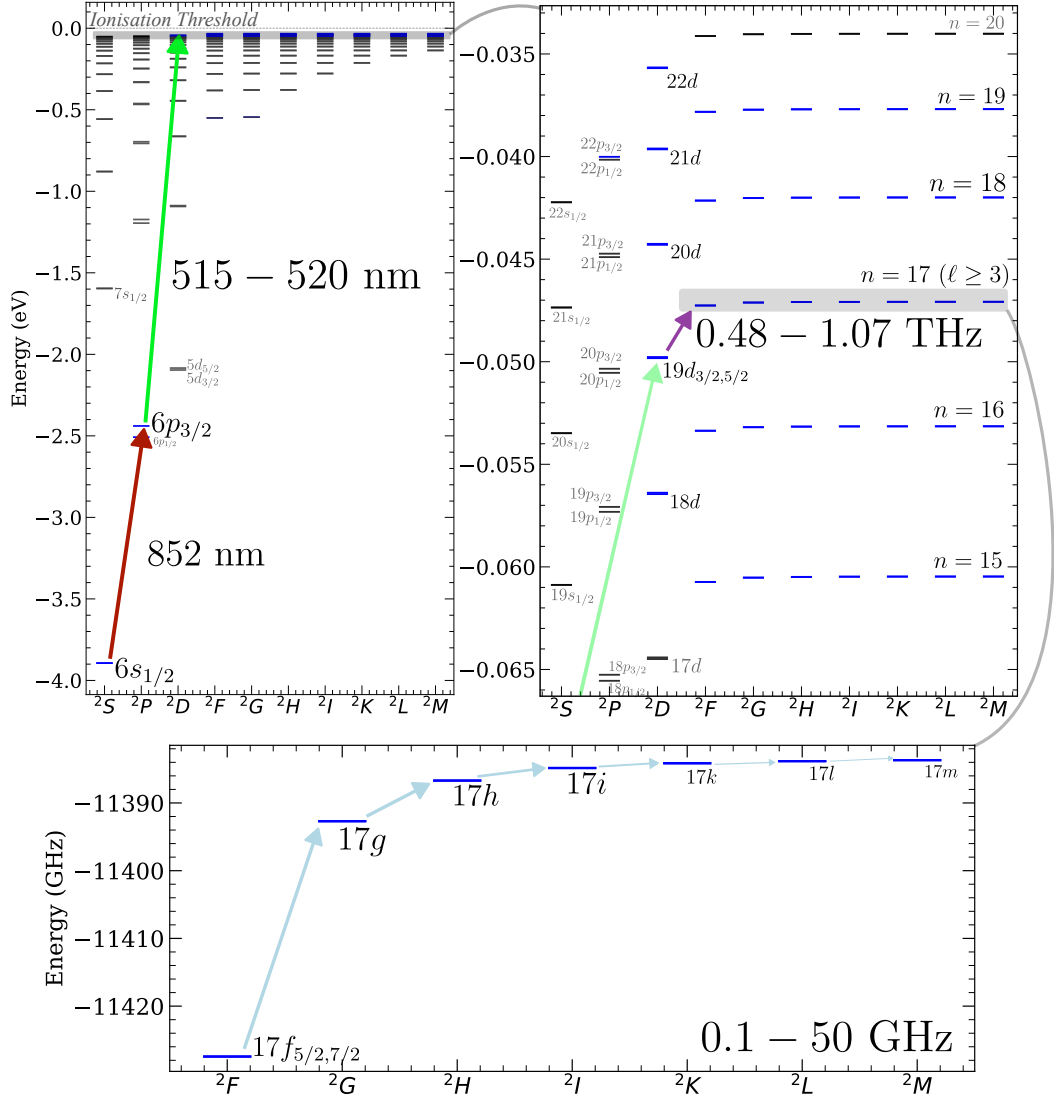 Ionisation Threshold
0.0
−0.5
−1.0
−1.5
−2.0
−2.5
−3.0
−3.5
−4.0
Energy (eV)
515 − 520 nm
7s1/2
5d5/2
5d3/2
6p3/2
6p1/2
852 nm
6s1/2
²S ²P ²D ²F ²G ²H ²I ²K ²L ²M
−0.034
−0.040
−0.045
−0.050
−0.055
−0.060
−0.065
n = 20
22d
n = 19
22p3/2
22p1/2
21d
n = 18
22s1/2
21p3/2
21p1/2
20d
n = 17 (ℓ ≥ 3)
21s1/2
0.48 − 1.07 THz
20p3/2
20p1/2
19d3/2,5/2
n = 16
20s1/2
19p3/2
19p1/2
18d
n = 15
19s1/2
18p3/2
18p1/2
17d
²S ²P ²D ²F ²G ²H ²I ²K ²L ²M
−11390
−11400
−11410
−11420
Energy (GHz)
17f5/2,7/2
17g
17h
17i
17k
17l
17m
0.1 − 50 GHz
²F ²G ²H ²I ²K ²L ²M